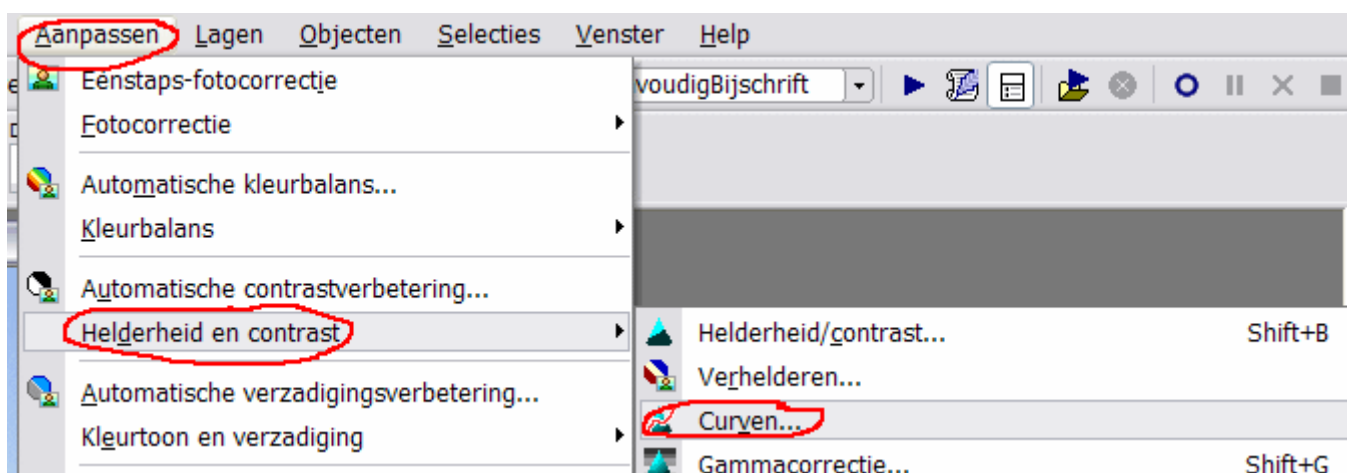 Aanpassen Lagen Objecten Selecties Venster Help
Eenstaps-fotocorrectie
voudigBijschrift
Fotocorrectie
Automatische kleurbalans...
Kleurbalans
Automatische contrastverbetering...
Helderheid en contrast
Helderheid/contrast... Shift+B
Verhelderen...
Automatische verzadigingsverbetering...
Curven...
Kleurtoon en verzadiging
Gammacorrectie... Shift+G